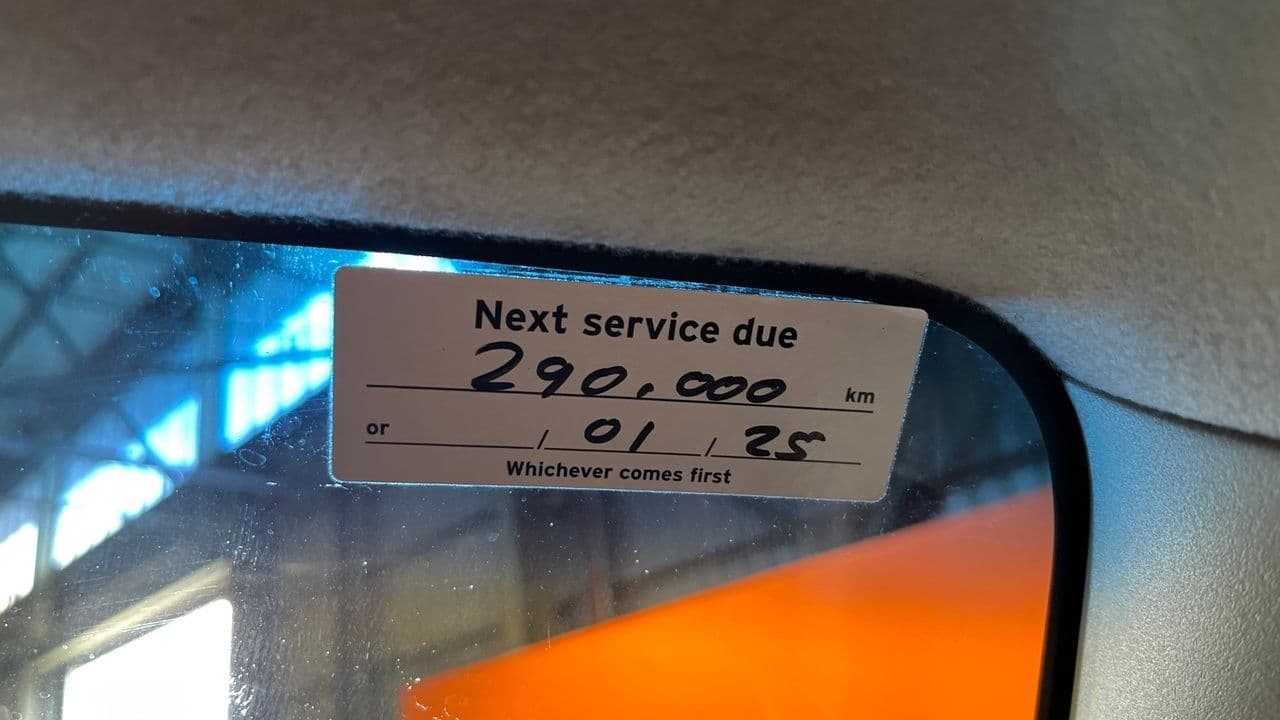 Next service due
290,000 km
or / 01 / 25
Whichever comes first